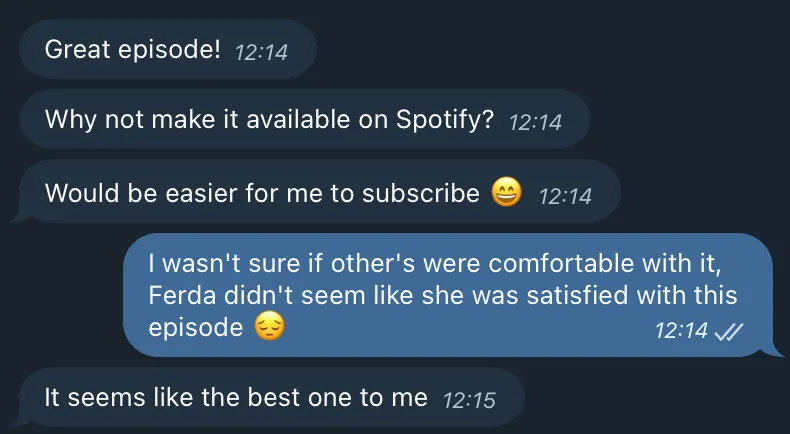 Great episode! 12:14
Why not make it available on Spotify? 12:14
Would be easier for me to subscribe 😄 12:14
I wasn't sure if other's were comfortable with it,
Ferda didn't seem like she was satisfied with this
episode 😔 12:14
It seems like the best one to me 12:15